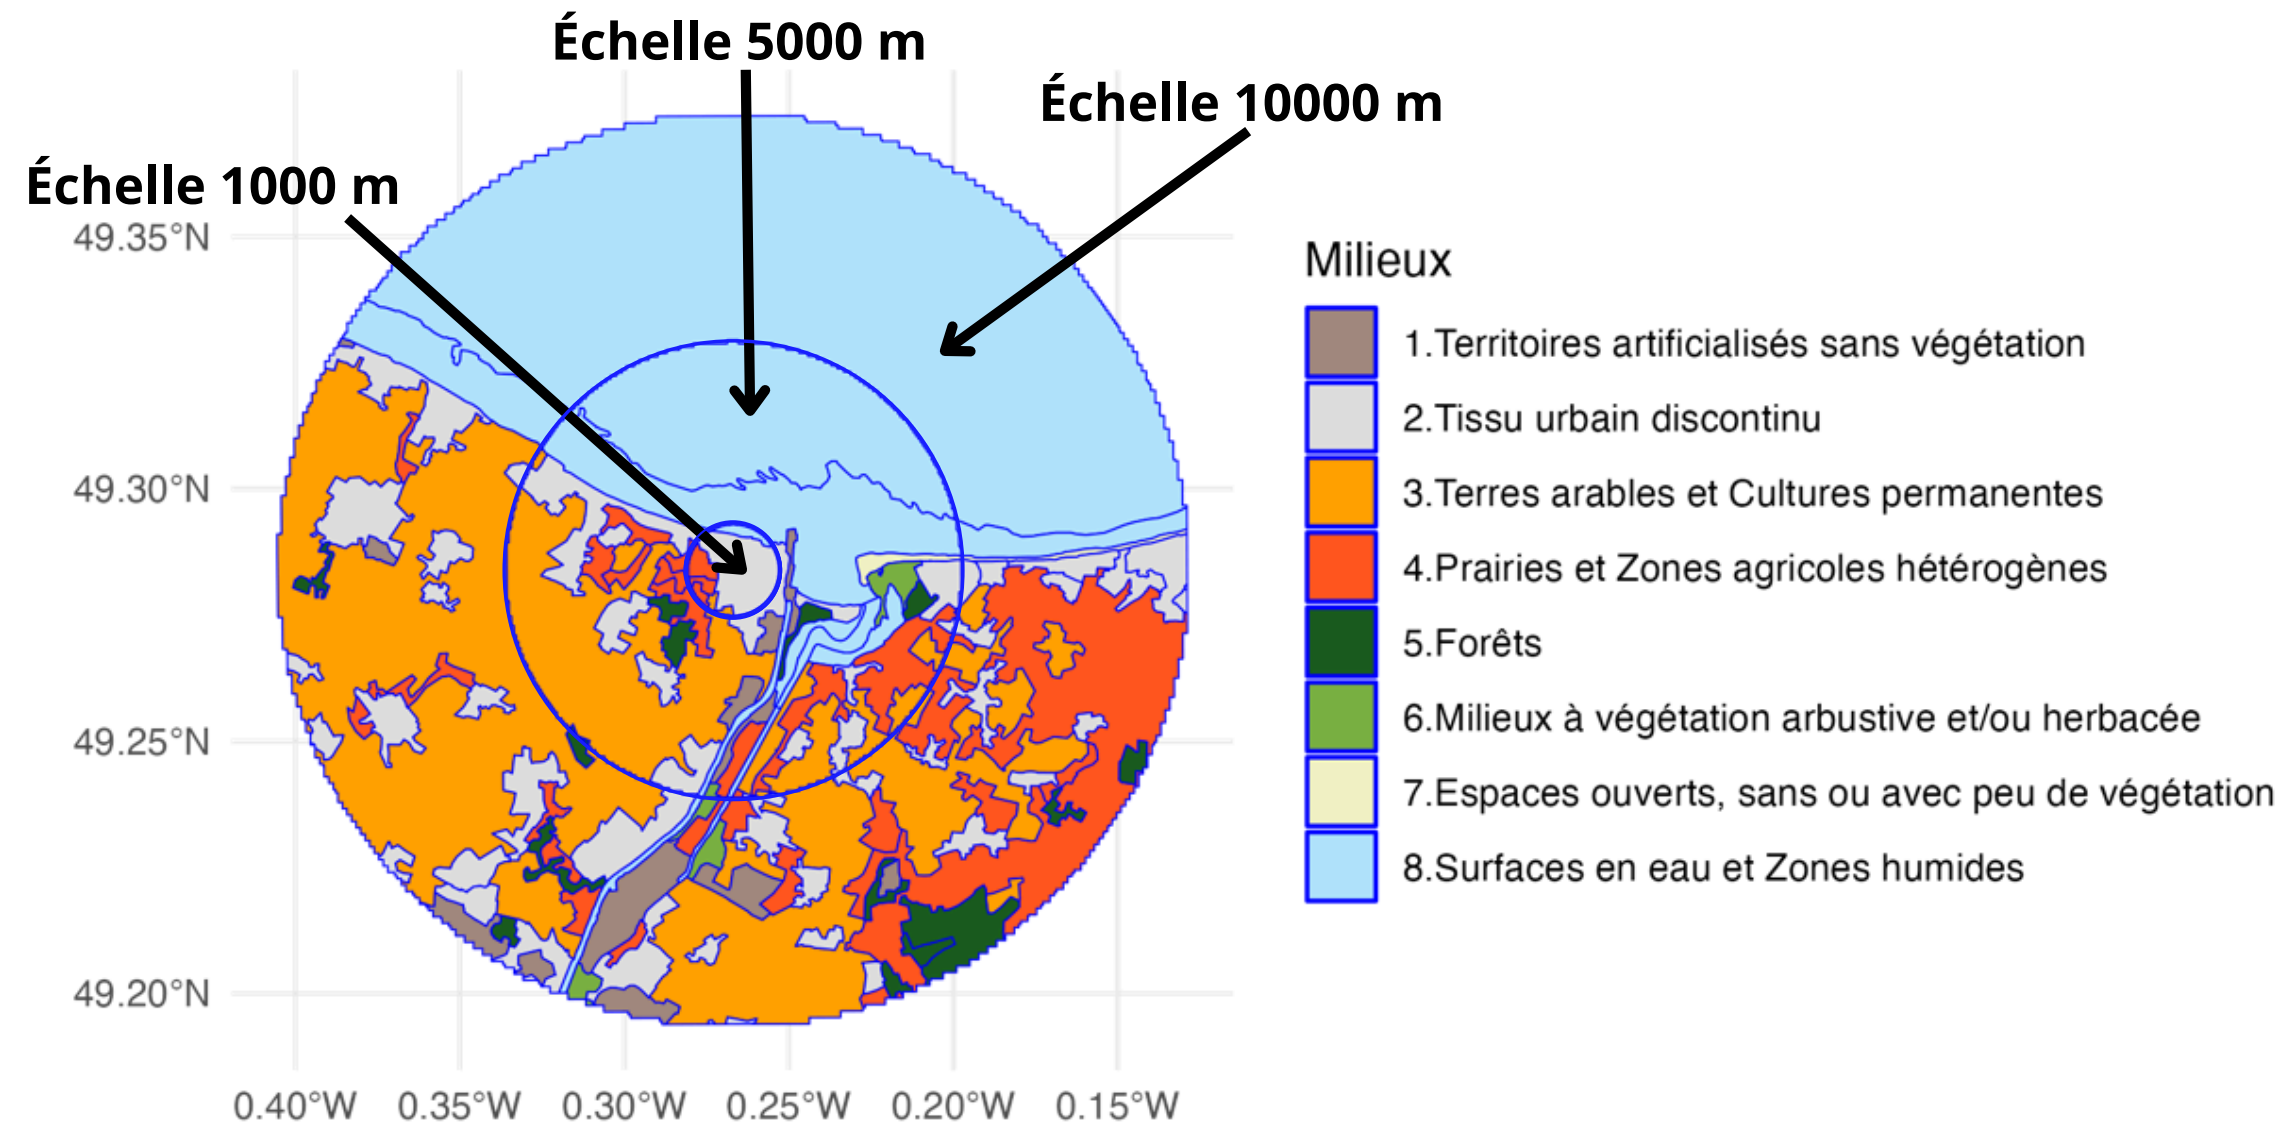 Échelle 5000 m
Échelle 10000 m
Échelle 1000 m
49.35°N
49.30°N
49.25°N
49.20°N
0.40°W 0.35°W 0.30°W 0.25°W 0.20°W 0.15°W
Milieux
1.Territoires artificialisés sans végétation
2.Tissu urbain discontinu
3.Terres arables et Cultures permanentes
4.Prairies et Zones agricoles hétérogènes
5.Forêts
6.Milieux à végétation arbustive et/ou herbacée
7.Espaces ouverts, sans ou avec peu de végétation
8.Surfaces en eau et Zones humides